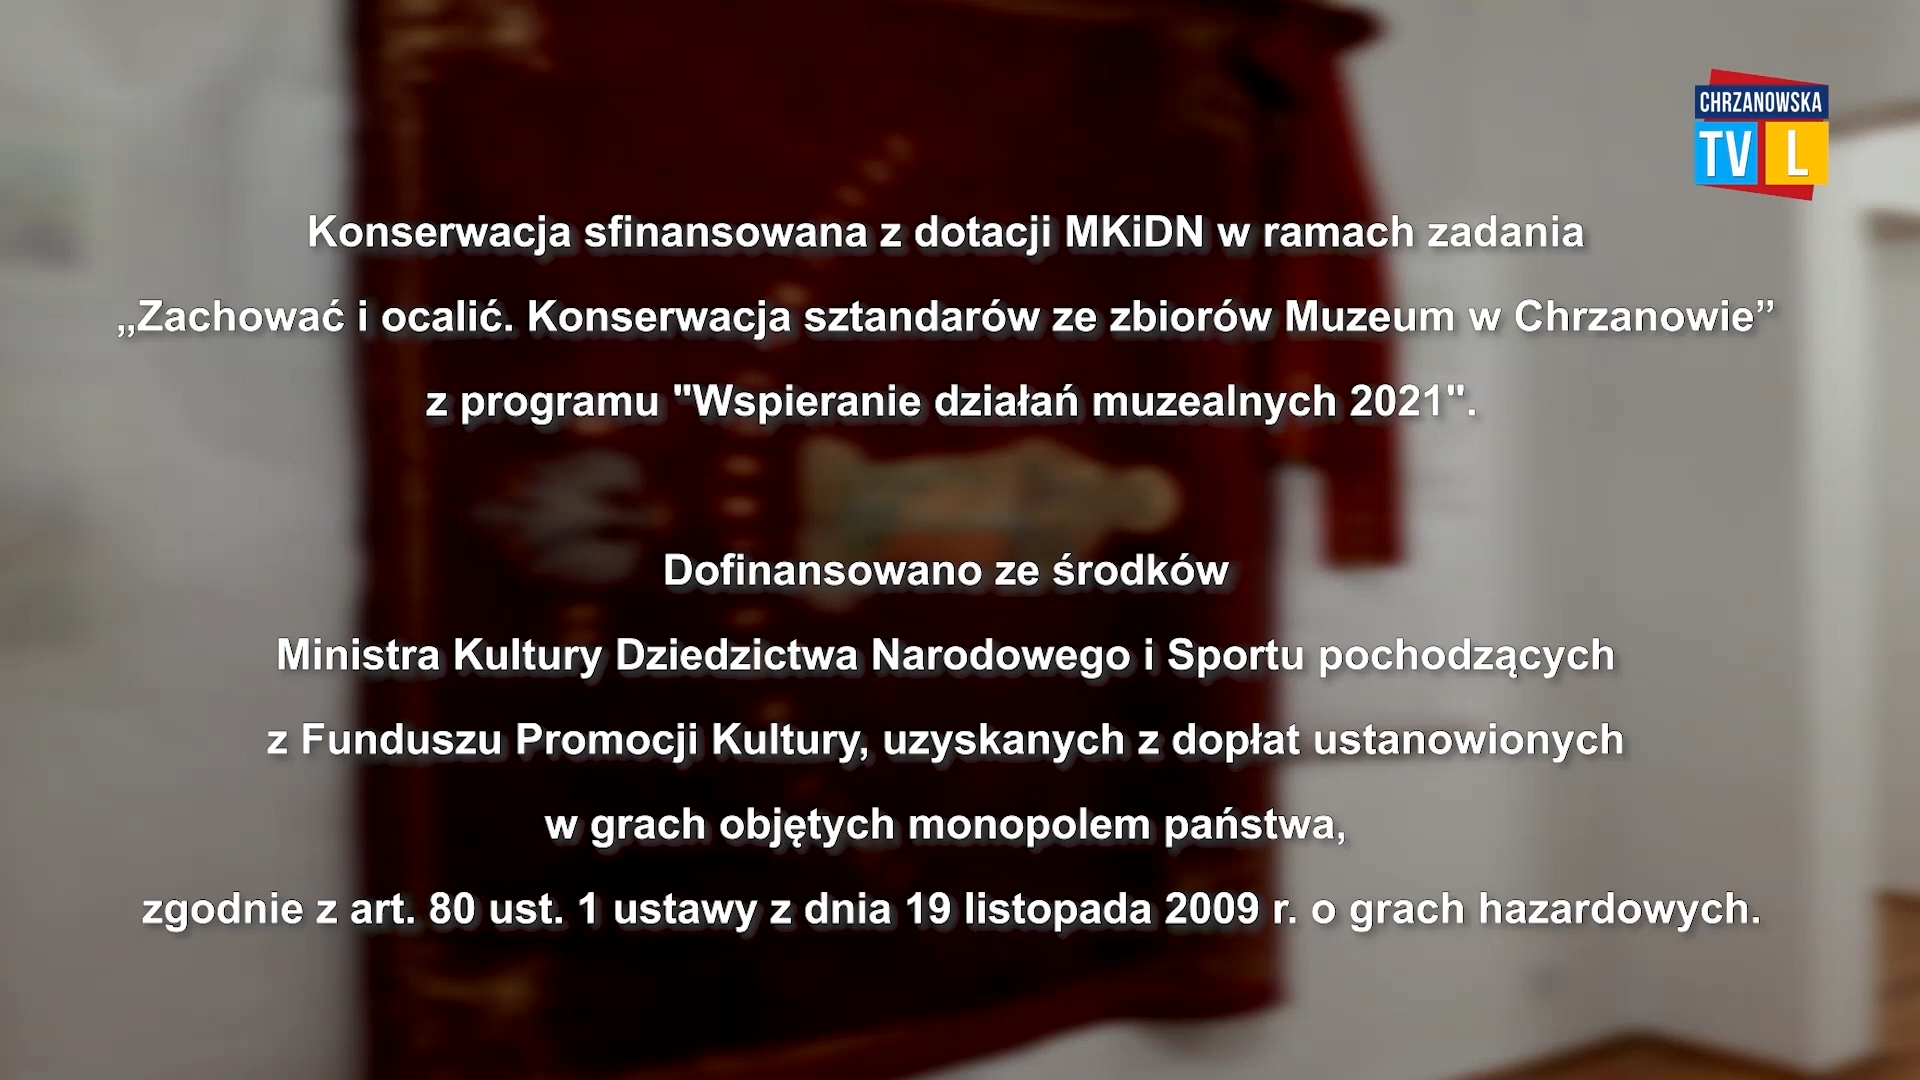 CHRZANOWSKA
TV L
Konserwacja sfinansowana z dotacji MKiDN w ramach zadania
„Zachować i ocalić. Konserwacja sztandarów ze zbiorów Muzeum w Chrzanowie”
z programu "Wspieranie działań muzealnych 2021".
Dofinansowano ze środków
Ministra Kultury Dziedzictwa Narodowego i Sportu pochodzących
z Funduszu Promocji Kultury, uzyskanych z dopłat ustanowionych
w grach objętych monopolem państwa,
zgodnie z art. 80 ust. 1 ustawy z dnia 19 listopada 2009 r. o grach hazardowych.